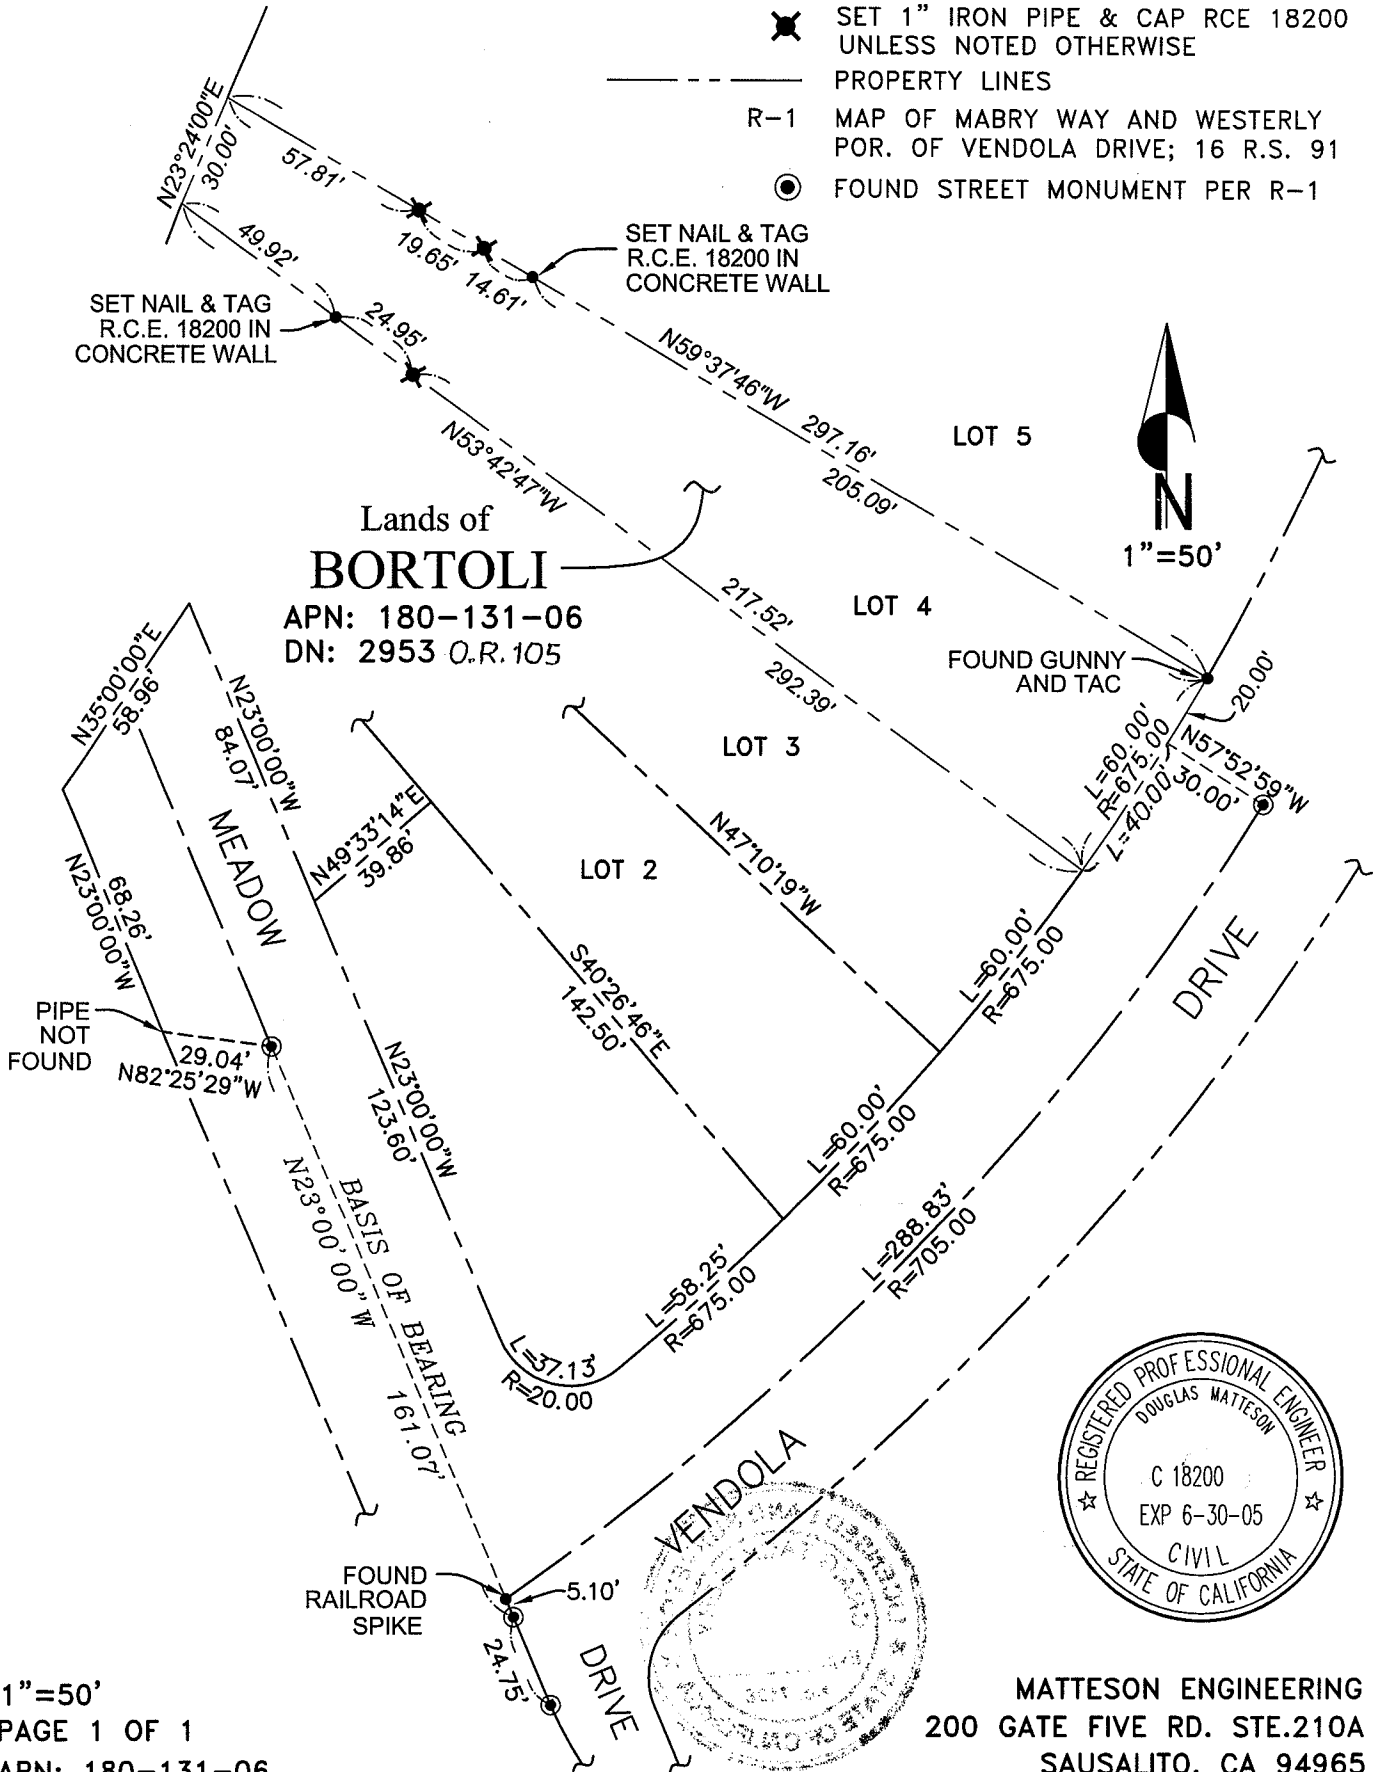 SET 1" IRON PIPE & CAP RCE 18200
UNLESS NOTED OTHERWISE
PROPERTY LINES
R-1 MAP OF MABRY WAY AND WESTERLY
POR. OF VENDOLA DRIVE; 16 R.S. 91
FOUND STREET MONUMENT PER R-1
N23°24'00"E
30.00'
57.81'
19.65'
14.61'
SET NAIL & TAG
R.C.E. 18200 IN
CONCRETE WALL
49.92'
24.95'
SET NAIL & TAG
R.C.E. 18200 IN
CONCRETE WALL
N59°37'46"W
297.16'
205.09'
LOT 5
N
1"=50'
N53°42'47"W
217.52'
292.39'
Lands of
BORTOLI
APN: 180-131-06
DN: 2953 O.R. 105
LOT 4
FOUND GUNNY
AND TAC
20.00'
L=60.00'
R=675.00
L=40.00'
N57°52'59"W
30.00'
LOT 3
N35°00'00"E
58.96'
N23°00'00"W
84.07'
MEADOW
N49°33'14"E
39.86'
LOT 2
N47°10'19"W
68.26'
N23°00'00"W
S40°26'46"E
142.50'
L=60.00'
R=675.00
DRIVE
PIPE
NOT
FOUND
29.04'
N82°25'29"W
N23°00'00"W
123.60'
L=60.00'
R=675.00
BASIS OF BEARING
N23°00'00"W
161.07'
L=288.83'
R=705.00
L=58.25'
R=675.00
L=37.13'
R=20.00
VENDOLA
REGISTERED PROFESSIONAL ENGINEER
DOUGLAS MATTESON
C 18200
EXP 6-30-05
CIVIL
STATE OF CALIFORNIA
FOUND
RAILROAD
SPIKE
5.10'
24.75'
DRIVE
1"=50'
PAGE 1 OF 1
APN: 180-131-06
MATTESON ENGINEERING
200 GATE FIVE RD. STE.210A
SAUSALITO, CA 94965